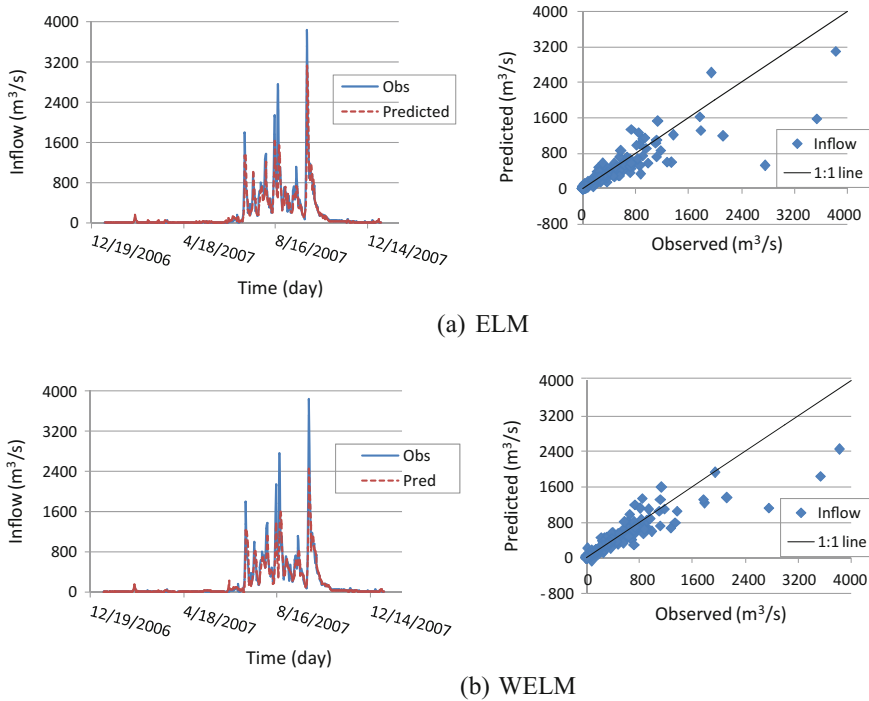 4000
3200
2400
1600
800
0
Inflow (m³/s)
Obs
Predicted
12/19/2006
4/18/2007
8/16/2007
12/14/2007
Time (day)
4000
3200
2400
1600
800
0
-800
Predicted (m³/s)
Inflow
1:1 line
0
800
1600
2400
3200
4000
Observed (m³/s)
(a) ELM
4000
3200
2400
1600
800
0
Inflow (m³/s)
Obs
Pred
12/19/2006
4/18/2007
8/16/2007
12/14/2007
Time (day)
4000
3200
2400
1600
800
0
-800
Predicted (m³/s)
Inflow
1:1 line
0
800
1600
2400
3200
4000
Observed (m³/s)
(b) WELM